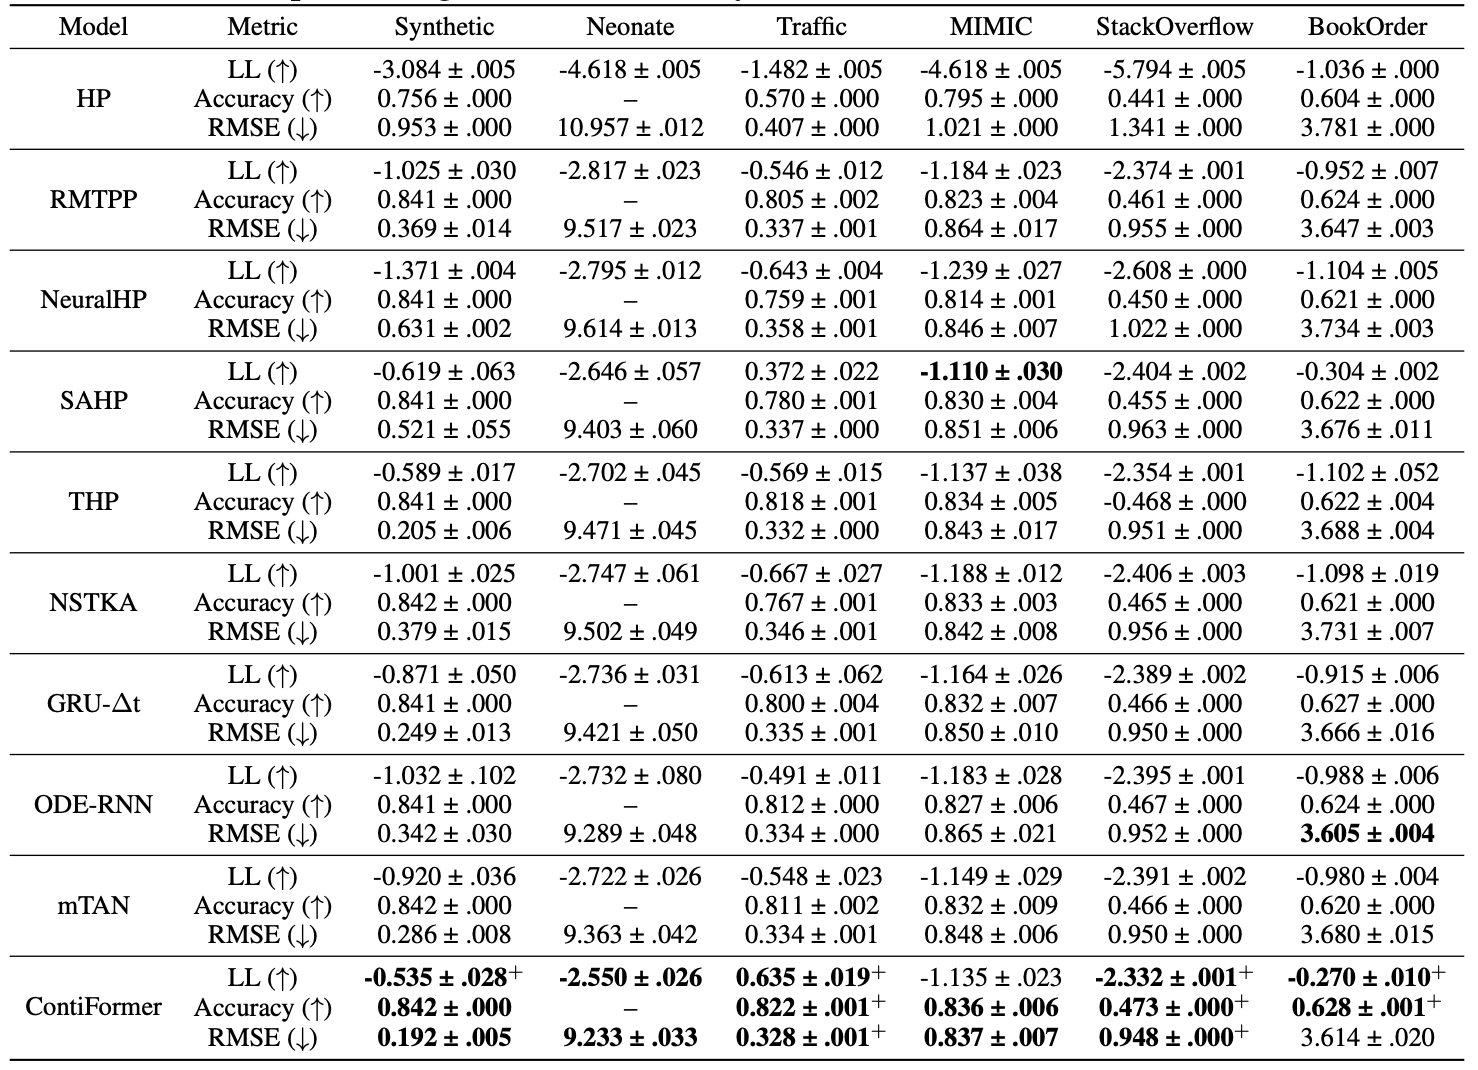 Model Metric Synthetic Neonate Traffic MIMIC StackOverflow BookOrder
LL (↑) -3.084 ± .005 -4.618 ± .005 -1.482 ± .005 -4.618 ± .005 -5.794 ± .005 -1.036 ± .000
HP Accuracy (↑) 0.756 ± .000 – 0.570 ± .000 0.795 ± .000 0.441 ± .000 0.604 ± .000
RMSE (↓) 0.953 ± .000 10.957 ± .012 0.407 ± .000 1.021 ± .000 1.341 ± .000 3.781 ± .000
LL (↑) -1.025 ± .030 -2.817 ± .023 -0.546 ± .012 -1.184 ± .023 -2.374 ± .001 -0.952 ± .007
RMTPP Accuracy (↑) 0.841 ± .000 – 0.805 ± .002 0.823 ± .004 0.461 ± .000 0.624 ± .000
RMSE (↓) 0.369 ± .014 9.517 ± .023 0.337 ± .001 0.864 ± .017 0.955 ± .000 3.647 ± .003
LL (↑) -1.371 ± .004 -2.795 ± .012 -0.643 ± .004 -1.239 ± .027 -2.608 ± .000 -1.104 ± .005
NeuralHP Accuracy (↑) 0.841 ± .000 – 0.759 ± .001 0.814 ± .001 0.450 ± .000 0.621 ± .000
RMSE (↓) 0.631 ± .002 9.614 ± .013 0.358 ± .001 0.846 ± .007 1.022 ± .000 3.734 ± .003
LL (↑) -0.619 ± .063 -2.646 ± .057 0.372 ± .022 -1.110 ± .030 -2.404 ± .002 -0.304 ± .002
SAHP Accuracy (↑) 0.841 ± .000 – 0.780 ± .001 0.830 ± .004 0.455 ± .000 0.622 ± .000
RMSE (↓) 0.521 ± .055 9.403 ± .060 0.337 ± .000 0.851 ± .006 0.963 ± .000 3.676 ± .011
LL (↑) -0.589 ± .017 -2.702 ± .045 -0.569 ± .015 -1.137 ± .038 -2.354 ± .001 -1.102 ± .052
THP Accuracy (↑) 0.841 ± .000 – 0.818 ± .001 0.834 ± .005 -0.468 ± .000 0.622 ± .004
RMSE (↓) 0.205 ± .006 9.471 ± .045 0.332 ± .000 0.843 ± .017 0.951 ± .000 3.688 ± .004
LL (↑) -1.001 ± .025 -2.747 ± .061 -0.667 ± .027 -1.188 ± .012 -2.406 ± .003 -1.098 ± .019
NSTKA Accuracy (↑) 0.842 ± .000 – 0.767 ± .001 0.833 ± .003 0.465 ± .000 0.621 ± .000
RMSE (↓) 0.379 ± .015 9.502 ± .049 0.346 ± .001 0.842 ± .008 0.956 ± .000 3.731 ± .007
LL (↑) -0.871 ± .050 -2.736 ± .031 -0.613 ± .062 -1.164 ± .026 -2.389 ± .002 -0.915 ± .006
GRU-Δt Accuracy (↑) 0.841 ± .000 – 0.800 ± .004 0.832 ± .007 0.466 ± .000 0.627 ± .000
RMSE (↓) 0.249 ± .013 9.421 ± .050 0.335 ± .001 0.850 ± .010 0.950 ± .000 3.666 ± .016
LL (↑) -1.032 ± .102 -2.732 ± .080 -0.491 ± .011 -1.183 ± .028 -2.395 ± .001 -0.988 ± .006
ODE-RNN Accuracy (↑) 0.841 ± .000 – 0.812 ± .000 0.827 ± .006 0.467 ± .000 0.624 ± .000
RMSE (↓) 0.342 ± .030 9.289 ± .048 0.334 ± .000 0.865 ± .021 0.952 ± .000 3.605 ± .004
LL (↑) -0.920 ± .036 -2.722 ± .026 -0.548 ± .023 -1.149 ± .029 -2.391 ± .002 -0.980 ± .004
mTAN Accuracy (↑) 0.842 ± .000 – 0.811 ± .002 0.832 ± .009 0.466 ± .000 0.620 ± .000
RMSE (↓) 0.286 ± .008 9.363 ± .042 0.334 ± .001 0.848 ± .006 0.950 ± .000 3.680 ± .015
LL (↑) -0.535 ± .028⁺ -2.550 ± .026 0.635 ± .019⁺ -1.135 ± .023 -2.332 ± .001⁺ -0.270 ± .010⁺
ContiFormer Accuracy (↑) 0.842 ± .000 – 0.822 ± .001⁺ 0.836 ± .006 0.473 ± .000⁺ 0.628 ± .001⁺
RMSE (↓) 0.192 ± .005 9.233 ± .033 0.328 ± .001⁺ 0.837 ± .007 0.948 ± .000⁺ 3.614 ± .020